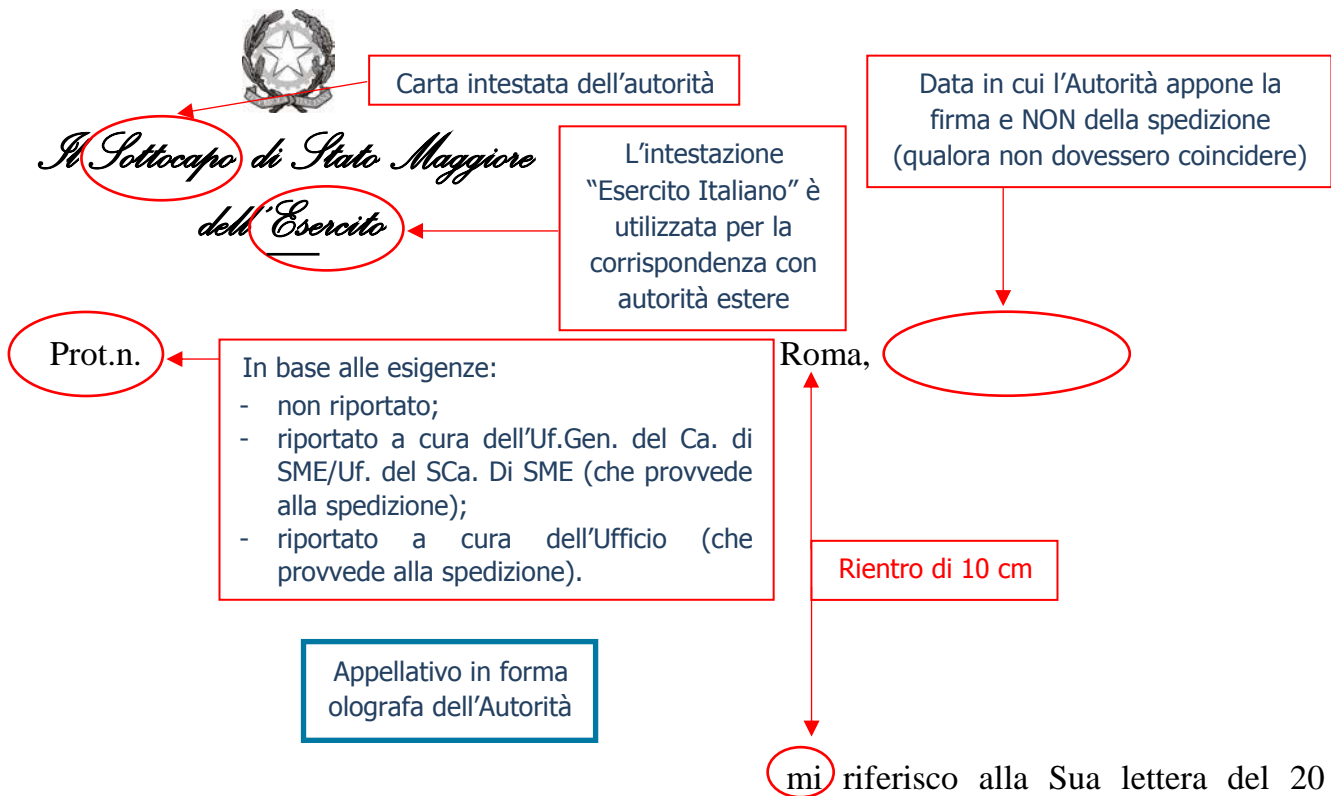 Carta intestata dell’autorità
Data in cui l’Autorità appone la
firma e NON della spedizione
(qualora non dovessero coincidere)
Il Sottocapo di Stato Maggiore
dell’Esercito
L’intestazione
“Esercito Italiano” è
utilizzata per la
corrispondenza con
autorità estere
Prot.n.
Roma,
In base alle esigenze:
- non riportato;
- riportato a cura dell’Uf.Gen. del Ca. di
SME/Uf. del SCa. Di SME (che provvede
alla spedizione);
- riportato a cura dell’Ufficio (che
provvede alla spedizione).
Rientro di 10 cm
Appellativo in forma
olografa dell’Autorità
mi riferisco alla Sua lettera del 20